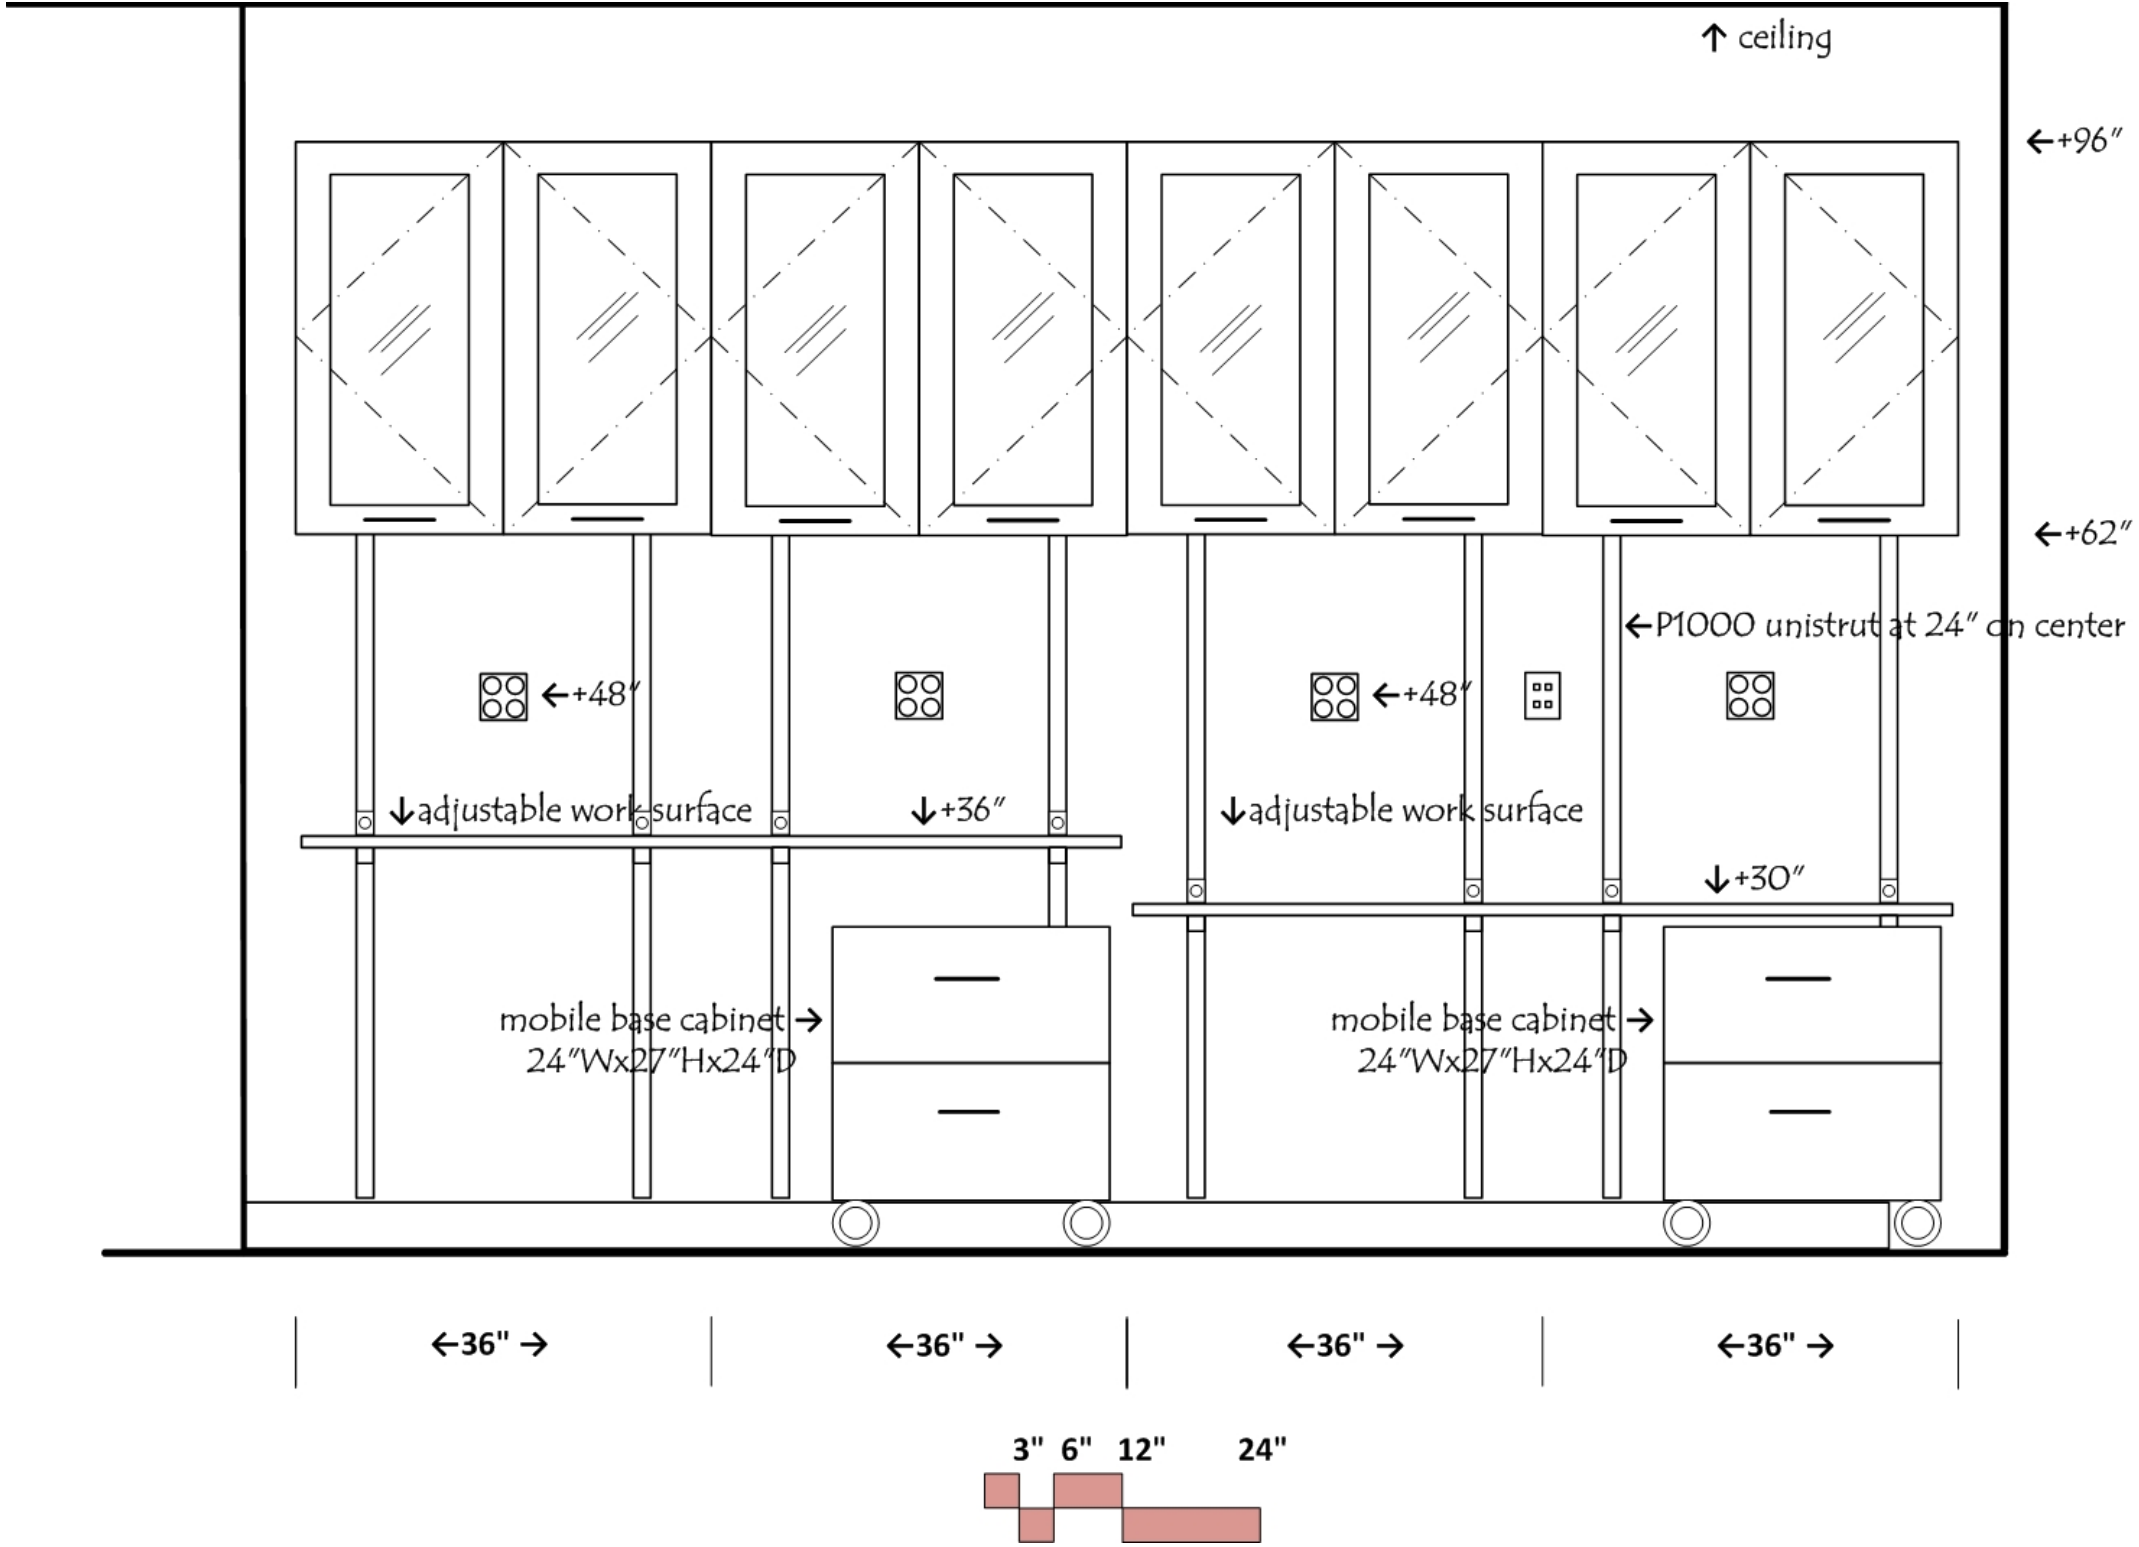 ↑ ceiling
←+96"
←+62"
←P1000 unistrut at 24" on center
←+48"
←+48"
↓adjustable work surface
↓+36"
↓adjustable work surface
↓+30"
mobile base cabinet →
24"Wx27"Hx24"D
mobile base cabinet →
24"Wx27"Hx24"D
←36" →
←36" →
←36" →
←36" →
3" 6" 12" 24"